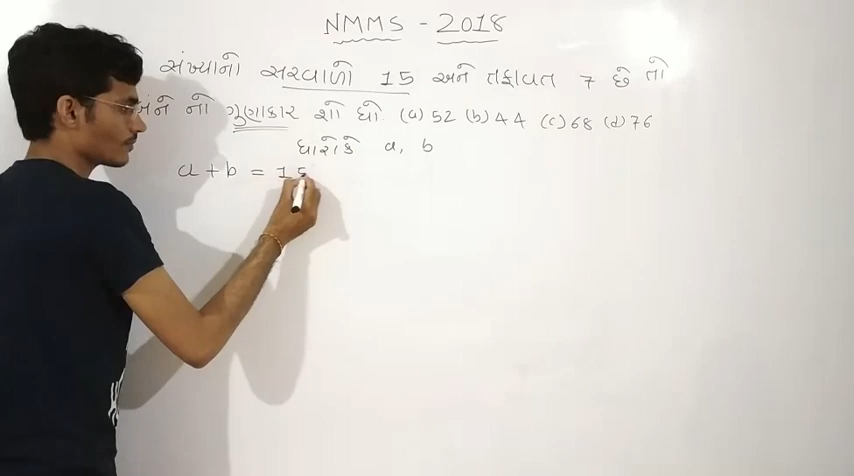 NMMS - 2018
સંખ્યાનો સરવાળો 15 અને તફાવત 7 છે તો
નો ગુણાકાર શો ધો. (a) 52 (b) 44 (c) 68 (d) 76
ધારોકે a, b
a + b = 15